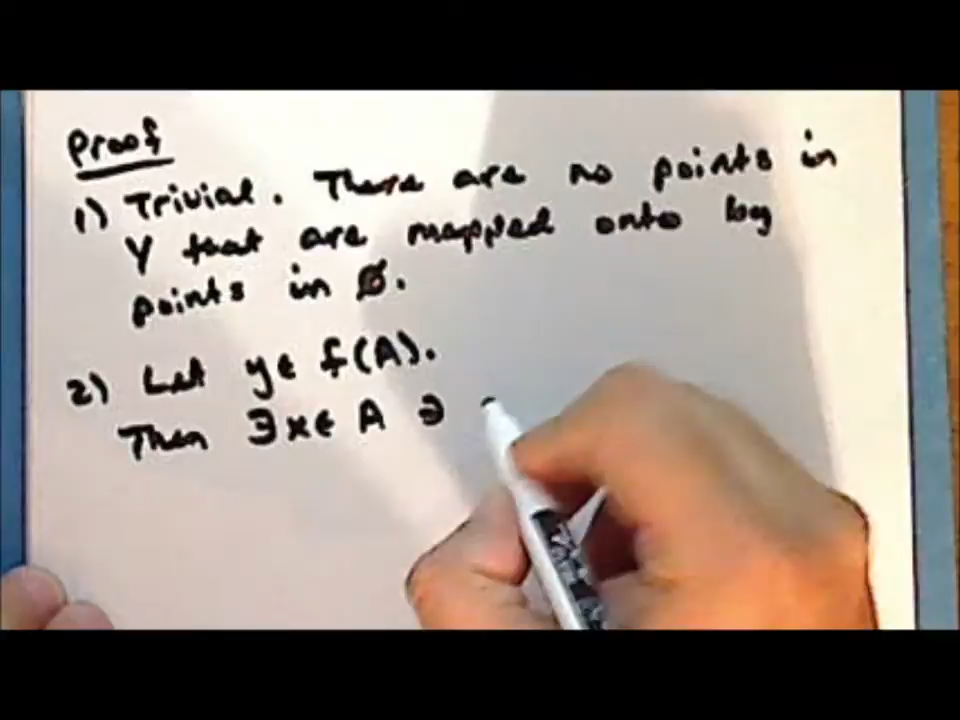 Proof
1) Trivial. There are no points in
Y that are mapped onto by
points in ∅.
2) Let y∈ f(A).
Then ∃x∈ A ∋